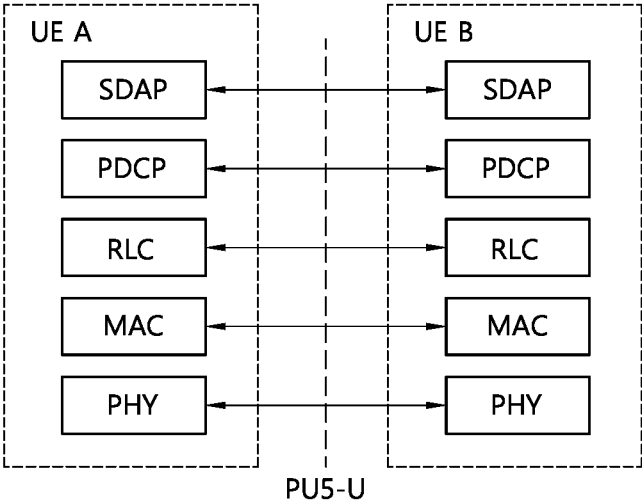 UE A UE B
SDAP SDAP
PDCP PDCP
RLC RLC
MAC MAC
PHY PHY
PU5-U